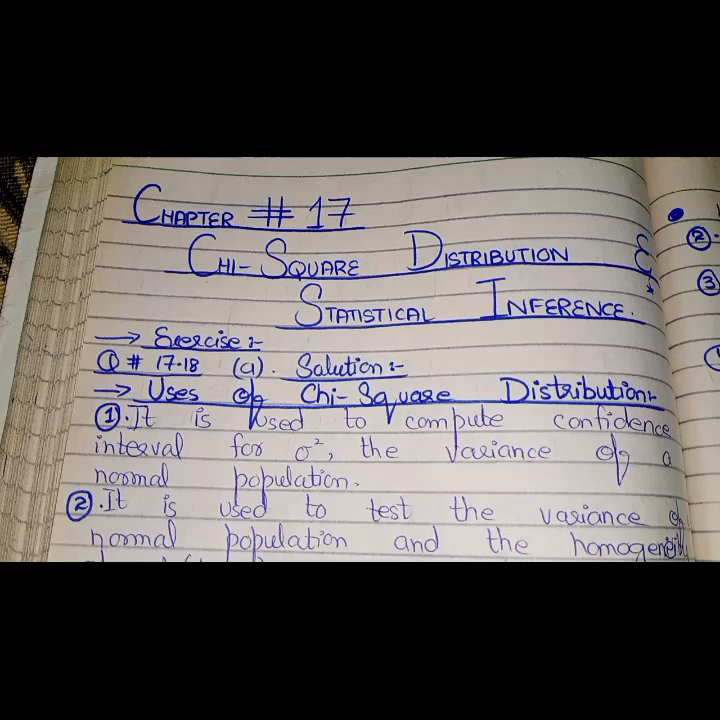 CHAPTER # 17
CHI-SQUARE DISTRIBUTION &
STATISTICAL INFERENCE.
→ Exercise:-
Q # 17.18 (a). Solution:-
→ Uses of Chi-Square Distribution:-
①.It is used to compute confidence
interval for σ², the variance of a
normal population.
②.It is used to test the variance of
normal population and the homogeneity
②.
③